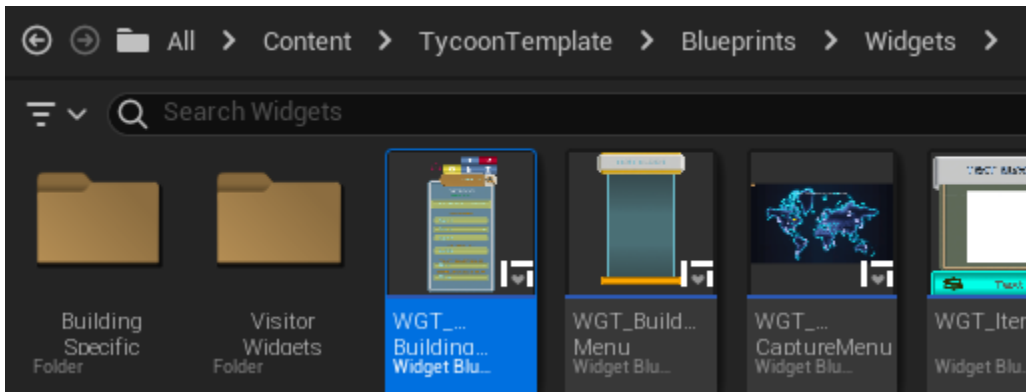 All > Content > TycoonTemplate > Blueprints > Widgets >
Search Widgets
Building
Specific
Folder
Visitor
Widgets
Folder
WGT_...
Building...
Widget Blu...
WGT_Build...
Menu
Widget Blu...
WGT_...
CaptureMenu
Widget Blu...
WGT_Iter
Widget Blu